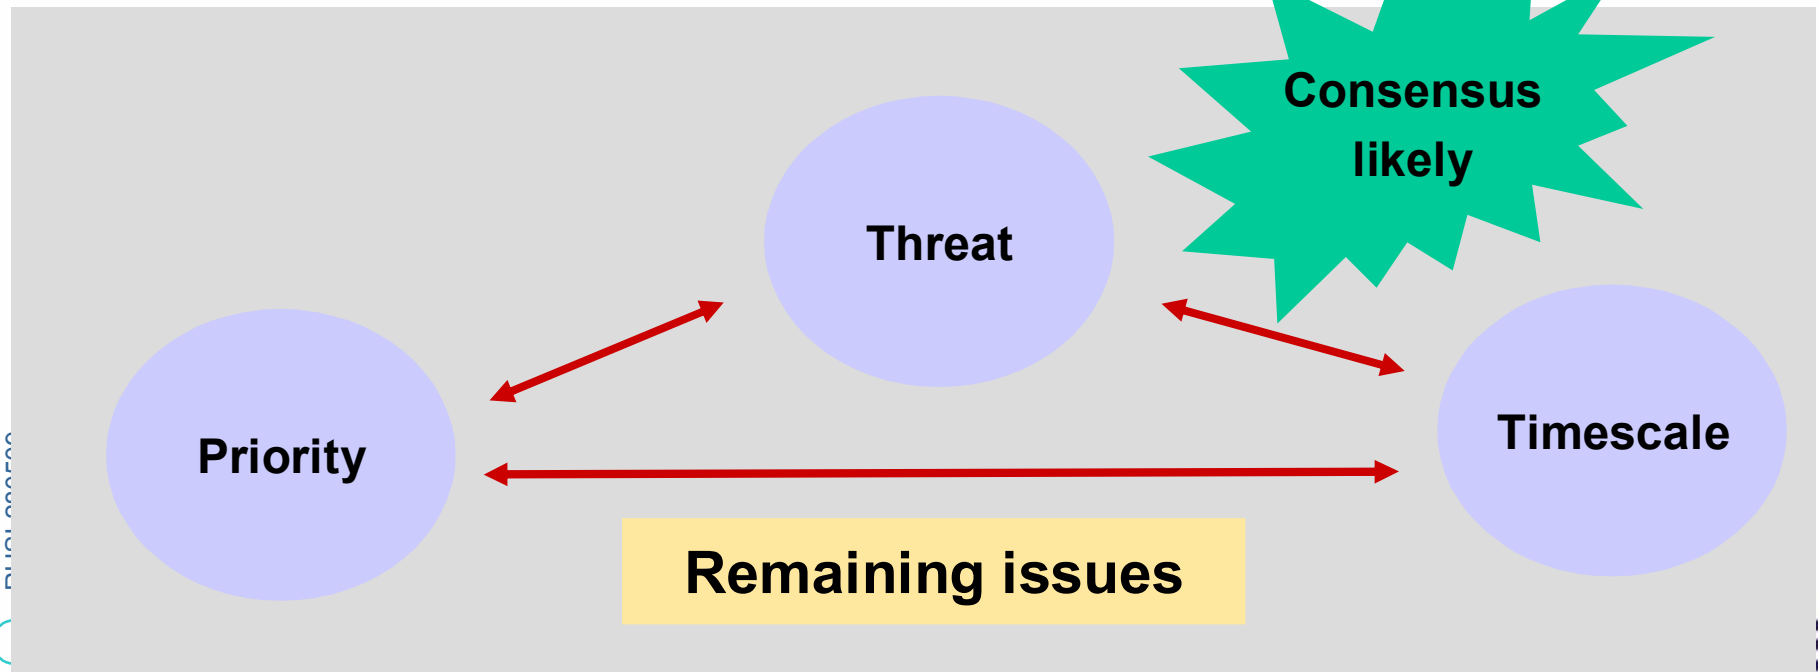 Consensus
likely
Threat
Priority
Timescale
Remaining issues